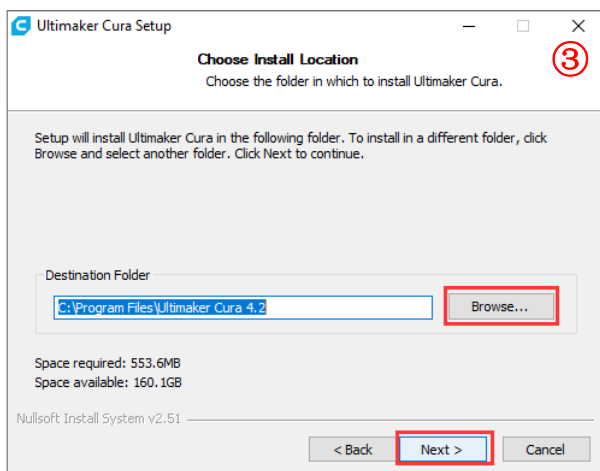 Ultimaker Cura Setup
Choose Install Location
Choose the folder in which to install Ultimaker Cura.
③
Setup will install Ultimaker Cura in the following folder. To install in a different folder, click
Browse and select another folder. Click Next to continue.
Destination Folder
C:\Program Files\Ultimaker Cura 4.2
Browse...
Space required: 553.6MB
Space available: 160.1GB
Nullsoft Install System v2.51
< Back
Next >
Cancel